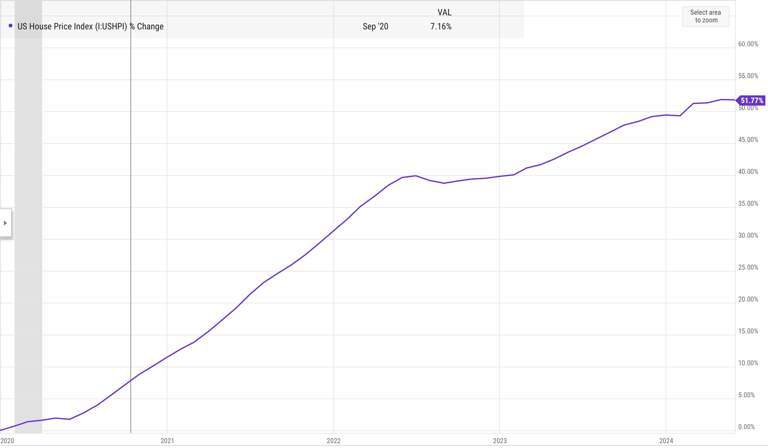 VAL
US House Price Index (I:USHPI) % Change Sep '20 7.16%
Select area
to zoom
60.00%
55.00%
51.77%
50.00%
45.00%
40.00%
35.00%
30.00%
25.00%
20.00%
15.00%
10.00%
5.00%
0.00%
2020 2021 2022 2023 2024